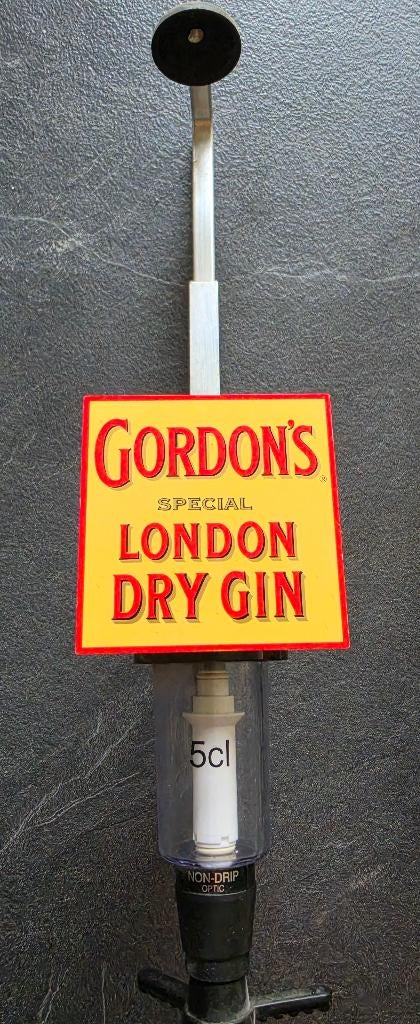 GORDON'S®
SPECIAL
LONDON
DRY GIN
5cl
NON-DRIP
OPTIC